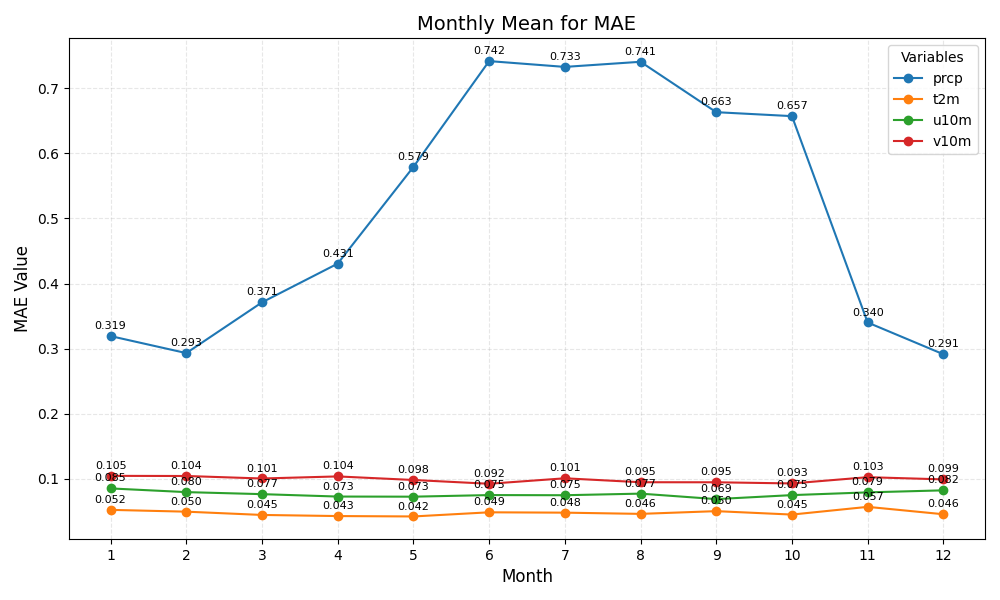 Monthly Mean for MAE
Variables
prcp
t2m
u10m
v10m
MAE Value
0.7
0.6
0.5
0.4
0.3
0.2
0.1
0.319 0.293 0.371 0.431 0.579 0.742 0.733 0.741 0.663 0.657 0.340 0.291
0.105 0.104 0.101 0.104 0.098 0.092 0.101 0.095 0.095 0.093 0.103 0.099
0.085 0.080 0.077 0.073 0.073 0.075 0.075 0.077 0.069 0.075 0.079 0.082
0.052 0.050 0.045 0.043 0.042 0.049 0.048 0.046 0.050 0.045 0.057 0.046
1 2 3 4 5 6 7 8 9 10 11 12
Month